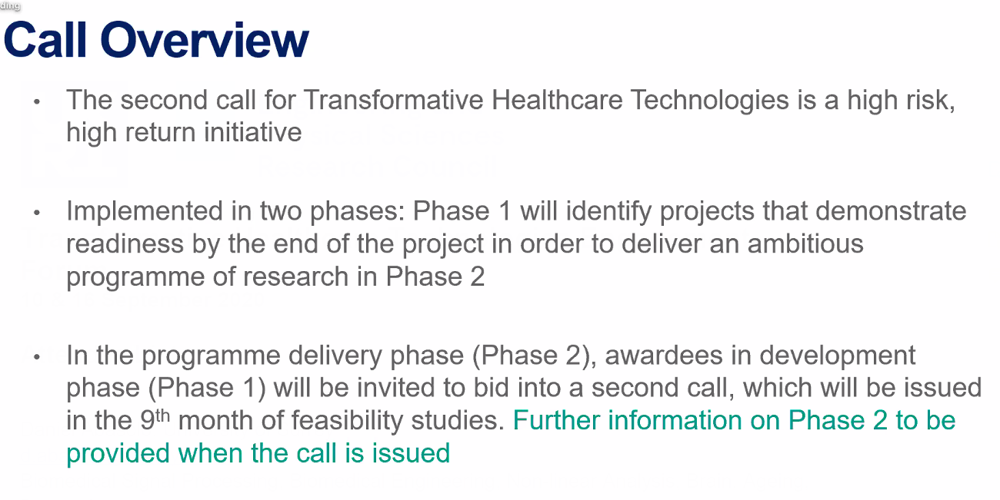 ding
Call Overview
• The second call for Transformative Healthcare Technologies is a high risk,
high return initiative
• Implemented in two phases: Phase 1 will identify projects that demonstrate
readiness by the end of the project in order to deliver an ambitious
programme of research in Phase 2
• In the programme delivery phase (Phase 2), awardees in development
phase (Phase 1) will be invited to bid into a second call, which will be issued
in the 9th month of feasibility studies. Further information on Phase 2 to be
provided when the call is issued